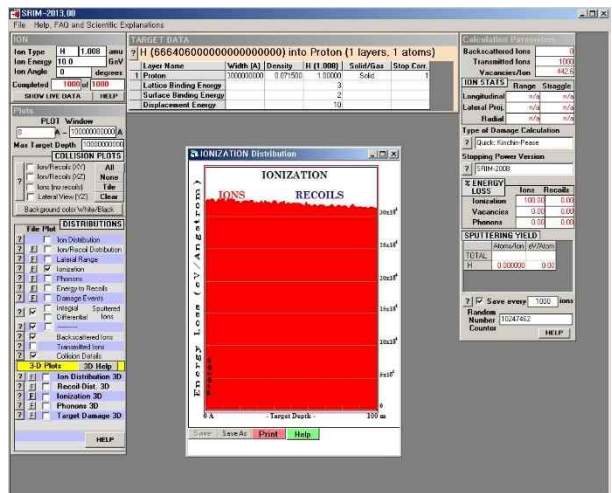 SRIM-2013.00
File Help, FAQ and Scientific Explanations
ION
Ion Type H 1.008 amu
Ion Energy 10.0 GeV
Ion Angle 0 degrees
Completed 1000 of 1000
SHOW LIVE DATA HELP
Plots
PLOT Window
0 A - 10000000000 A
Max Target Depth
COLLISION PLOTS
Ion/Recoils (XY) All
Ion/Recoils (XZ) None
? Ions (no recoils) Tile
Lateral View (YZ) Clear
Background color White/Black
DISTRIBUTIONS
File Plot
? Ion Distribution
? F Ion/Recoil Distribution
? F Lateral Range
? F Ionization
? F Phonons
? F Energy to Recoils
? F Damage Events
? Integral Sputtered
Differential Ions
? --------
? Backscattered Ions
? Transmitted Ions
? Collision Details
3-D Plots 3D Help
? F Ion Distribution 3D
? F Recoil Dist. 3D
? F Ionization 3D
? F Phonons 3D
? F Target Damage 3D
HELP
TARGET DATA
? H into Proton (1 layers, 1 atoms)
Layer Name Width (A) Density H (1.008) Solid/Gas Stop Corr.
1 Proton 0.071500 1.00000 Solid 1
Lattice Binding Energy 3
Surface Binding Energy 2
Displacement Energy 10
IONIZATION Distribution
IONIZATION
IONS RECOILS
Energy Loss (eV/Angstrom)
0 A - Target Depth - 100 m
Save Save As Print Help
Calculation Parameters
Backscattered Ions 0
Transmitted Ions 1000
Vacancies/Ion 442.6
ION STATS Range Straggle
Longitudinal n/a n/a
Lateral Proj. n/a n/a
Radial n/a n/a
Type of Damage Calculation
? Quick: Kinchin-Pease
Stopping Power Version
? SRIM-2008
% ENERGY LOSS Ions Recoils
Ionization 100.00 0.00
Vacancies 0.00 0.00
Phonons 0.00 0.00
SPUTTERING YIELD
Atoms/Ion eV/Atom
TOTAL
H 0.000000 0.00
? Save every 1000 ions
Random
Number 10247462
Counter
HELP